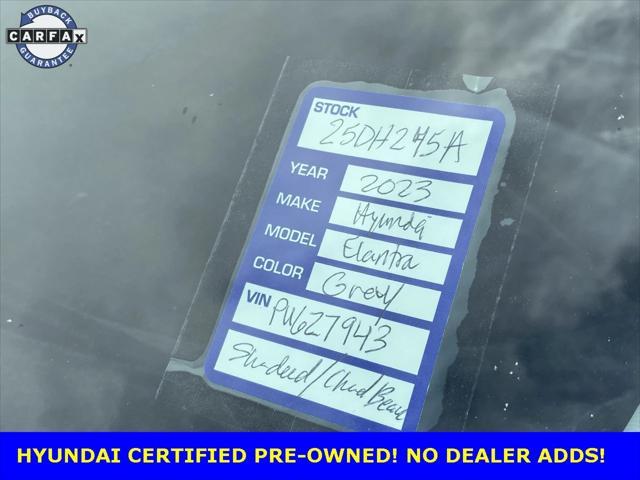 BUYBACK
CARFAX
GUARANTEE
STOCK
25DH245A
YEAR 2023
MAKE Hyundai
MODEL Elantra
COLOR Grey
VIN PW627943
HYUNDAI CERTIFIED PRE-OWNED! NO DEALER ADDS!